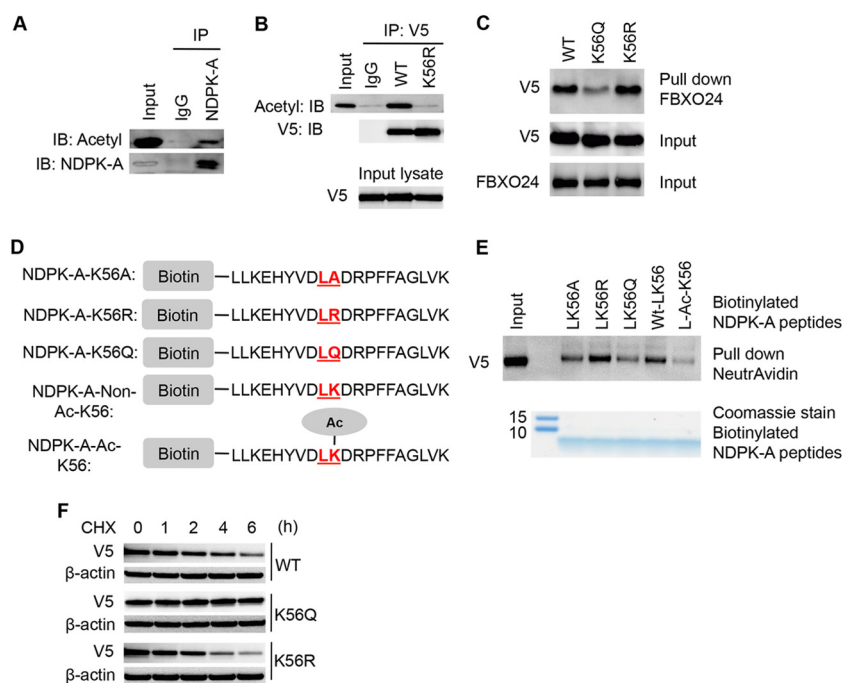 A
IP
Input
IgG
NDPK-A
IB: Acetyl
IB: NDPK-A
B
IP: V5
Input
IgG
WT
K56R
Acetyl: IB
V5: IB
Input lysate
V5
C
WT
K56Q
K56R
V5
Pull down
FBXO24
V5
Input
FBXO24
Input
D
NDPK-A-K56A:
Biotin
LLKEHYVDLADRPFFAGLVK
NDPK-A-K56R:
Biotin
LLKEHYVDLRDRPFFAGLVK
NDPK-A-K56Q:
Biotin
LLKEHYVDLQDRPFFAGLVK
NDPK-A-Non-
Ac-K56:
Biotin
LLKEHYVDLKDRPFFAGLVK
Ac
NDPK-A-Ac-
K56:
Biotin
LLKEHYVDLKDRPFFAGLVK
E
Input
LK56A
LK56R
LK56Q
Wt-LK56
L-Ac-K56
Biotinylated
NDPK-A peptides
V5
Pull down
NeutrAvidin
15
10
Coomassie stain
Biotinylated
NDPK-A peptides
F
CHX 0 1 2 4 6 (h)
V5
β-actin
WT
V5
β-actin
K56Q
V5
β-actin
K56R